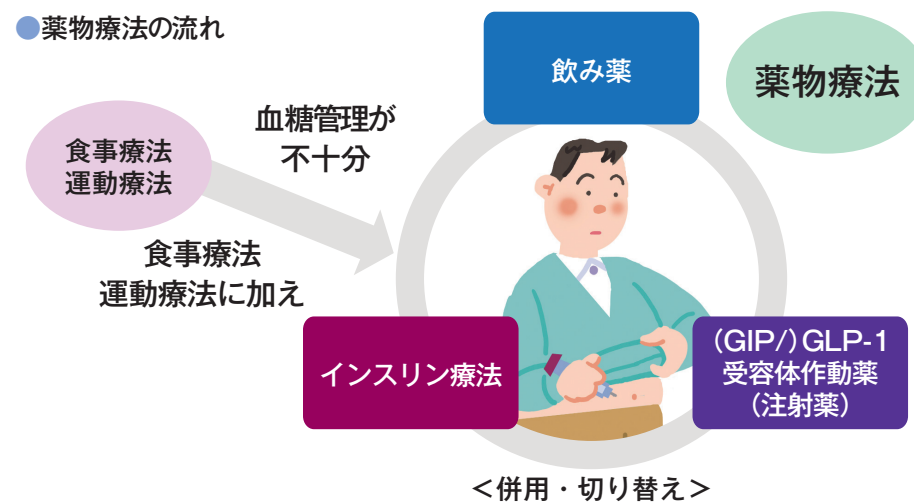 ●薬物療法の流れ
飲み薬
薬物療法
血糖管理が
不十分
食事療法
運動療法
食事療法
運動療法に加え
インスリン療法
(GIP/)GLP-1
受容体作動薬
(注射薬)
＜併用・切り替え＞